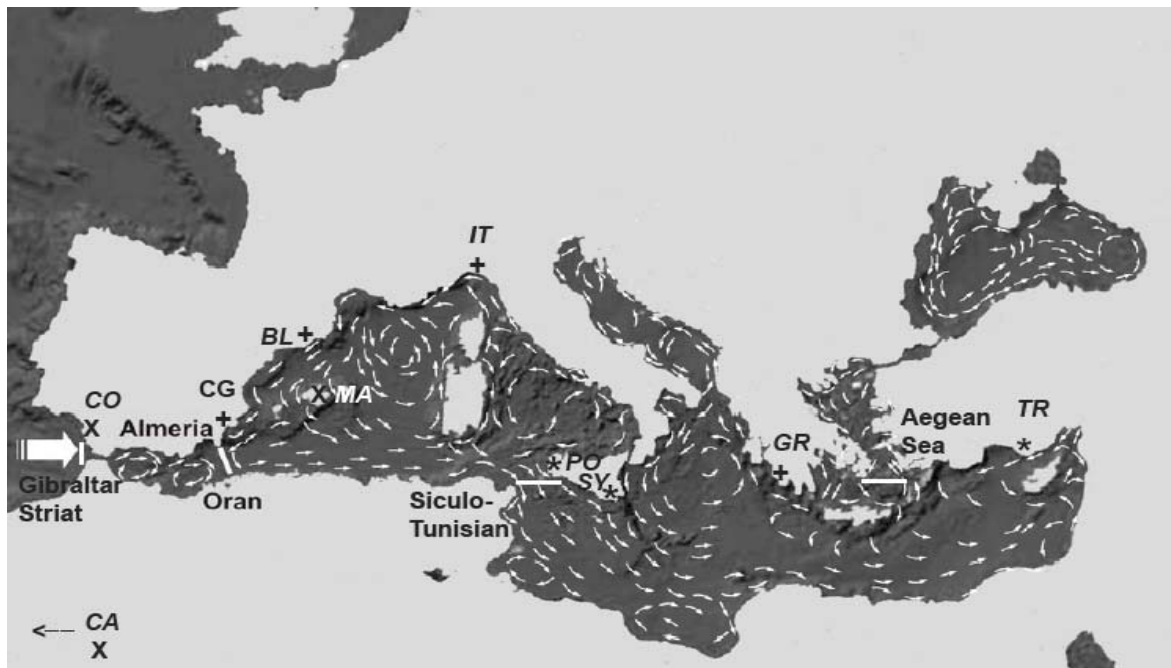 IT
BL
CG
MA
CO
Almeria
Gibraltar
Striat
Oran
Siculo-
Tunisian
PO
SY
GR
Aegean
Sea
TR
CA